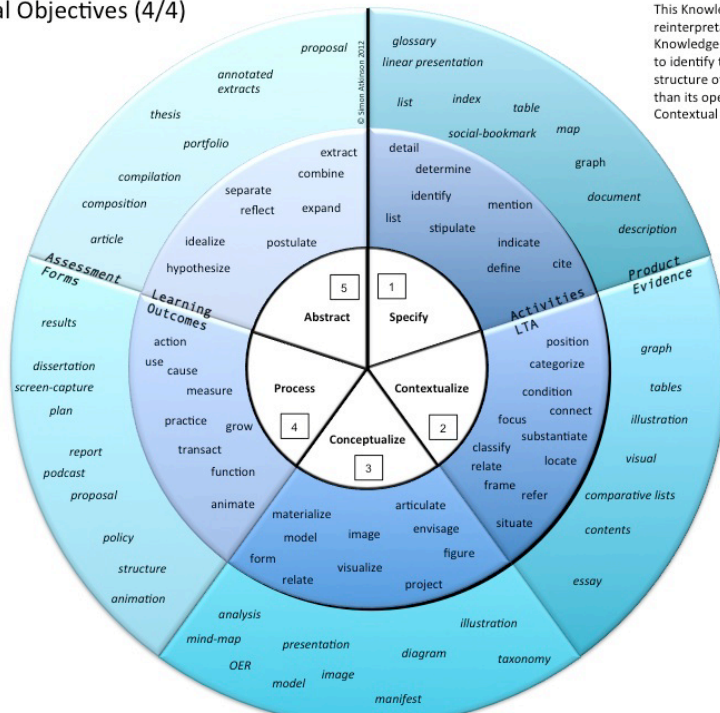 al Objectives (4/4)
This Knowle
reinterpreta
Knowledge
to identify t
structure of
than its ope
Contextual
© Simon Atkinson 2012
proposal
annotated
extracts
thesis
portfolio
compilation
composition
article
glossary
linear presentation
list
index
table
social-bookmark
map
graph
document
description
extract
combine
separate
reflect
expand
idealize
postulate
hypothesize
detail
determine
identify
mention
list
stipulate
indicate
define
cite
Assessment
Forms
Learning
Outcomes
Activities
LTA
Product
Evidence
5
Abstract
1
Specify
Process
4
Contextualize
2
Conceptualize
3
results
dissertation
screen-capture
plan
report
podcast
proposal
policy
structure
animation
action
use
cause
measure
practice
grow
transact
function
animate
position
categorize
condition
connect
focus
substantiate
classify
relate
locate
frame
refer
situate
graph
tables
illustration
visual
comparative lists
contents
essay
materialize
articulate
model
image
envisage
form
figure
visualize
relate
project
analysis
illustration
mind-map
presentation
diagram
OER
taxonomy
model
image
manifest